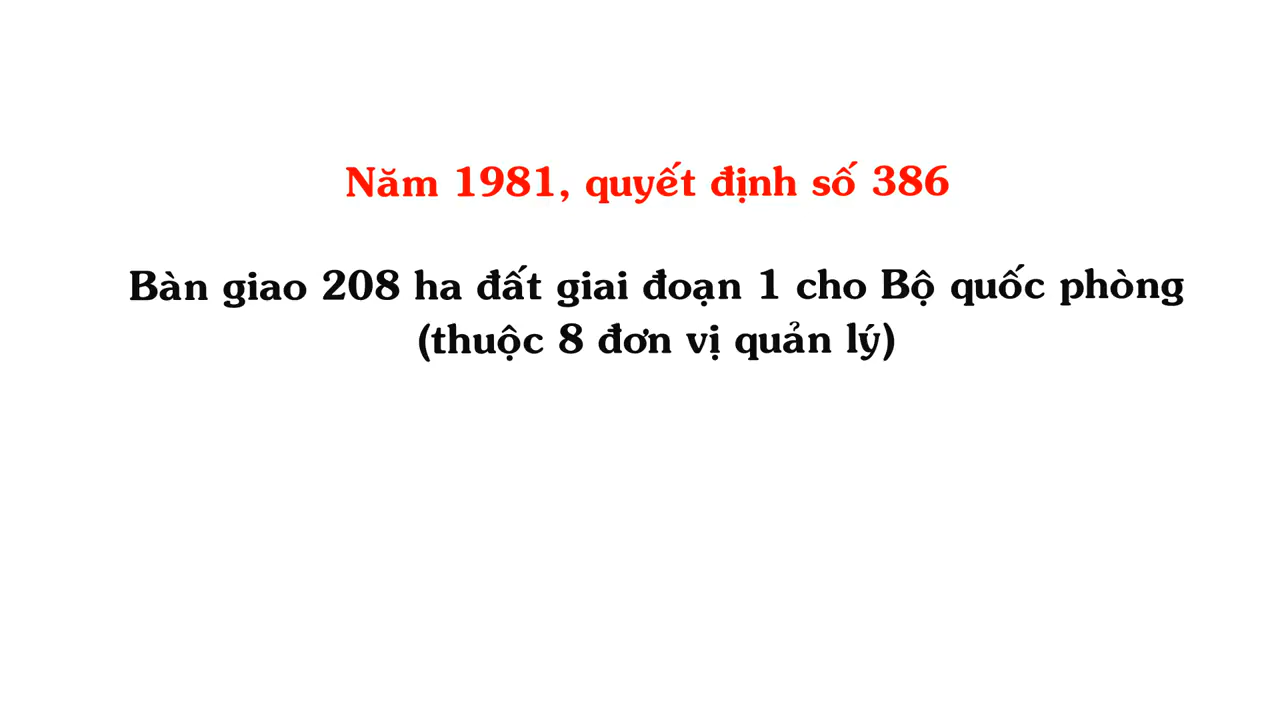 Năm 1981, quyết định số 386
Bàn giao 208 ha đất giai đoạn 1 cho Bộ quốc phòng
(thuộc 8 đơn vị quản lý)